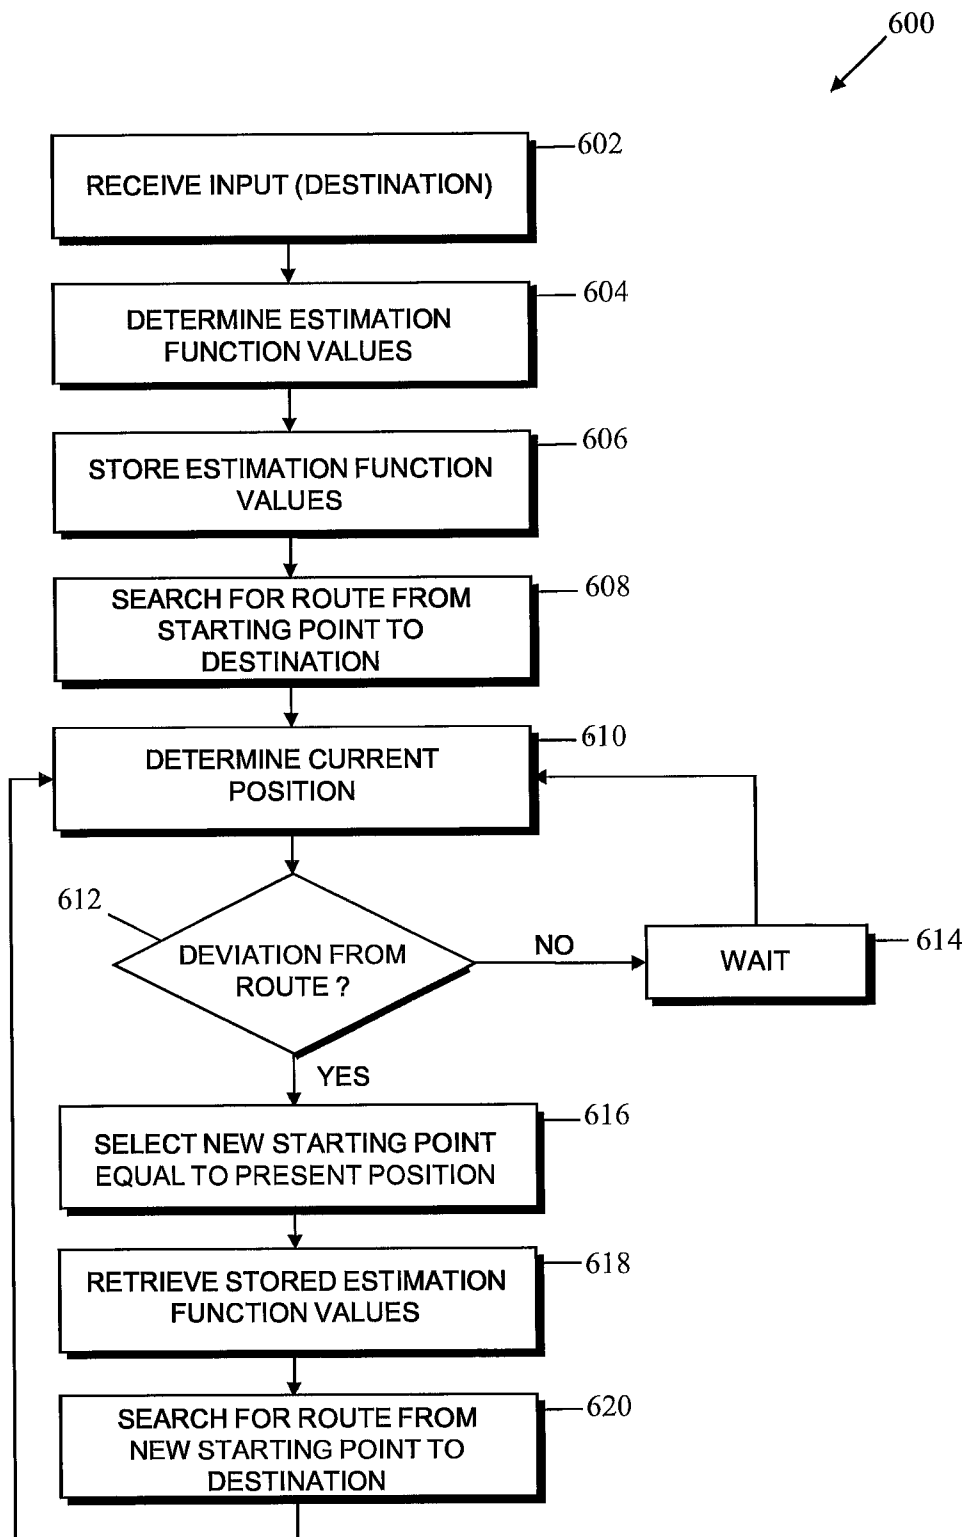 600
602
RECEIVE INPUT (DESTINATION)
604
DETERMINE ESTIMATION
FUNCTION VALUES
606
STORE ESTIMATION FUNCTION
VALUES
608
SEARCH FOR ROUTE FROM
STARTING POINT TO
DESTINATION
610
DETERMINE CURRENT
POSITION
612
DEVIATION FROM
ROUTE ?
NO
WAIT
614
YES
616
SELECT NEW STARTING POINT
EQUAL TO PRESENT POSITION
618
RETRIEVE STORED ESTIMATION
FUNCTION VALUES
620
SEARCH FOR ROUTE FROM
NEW STARTING POINT TO
DESTINATION